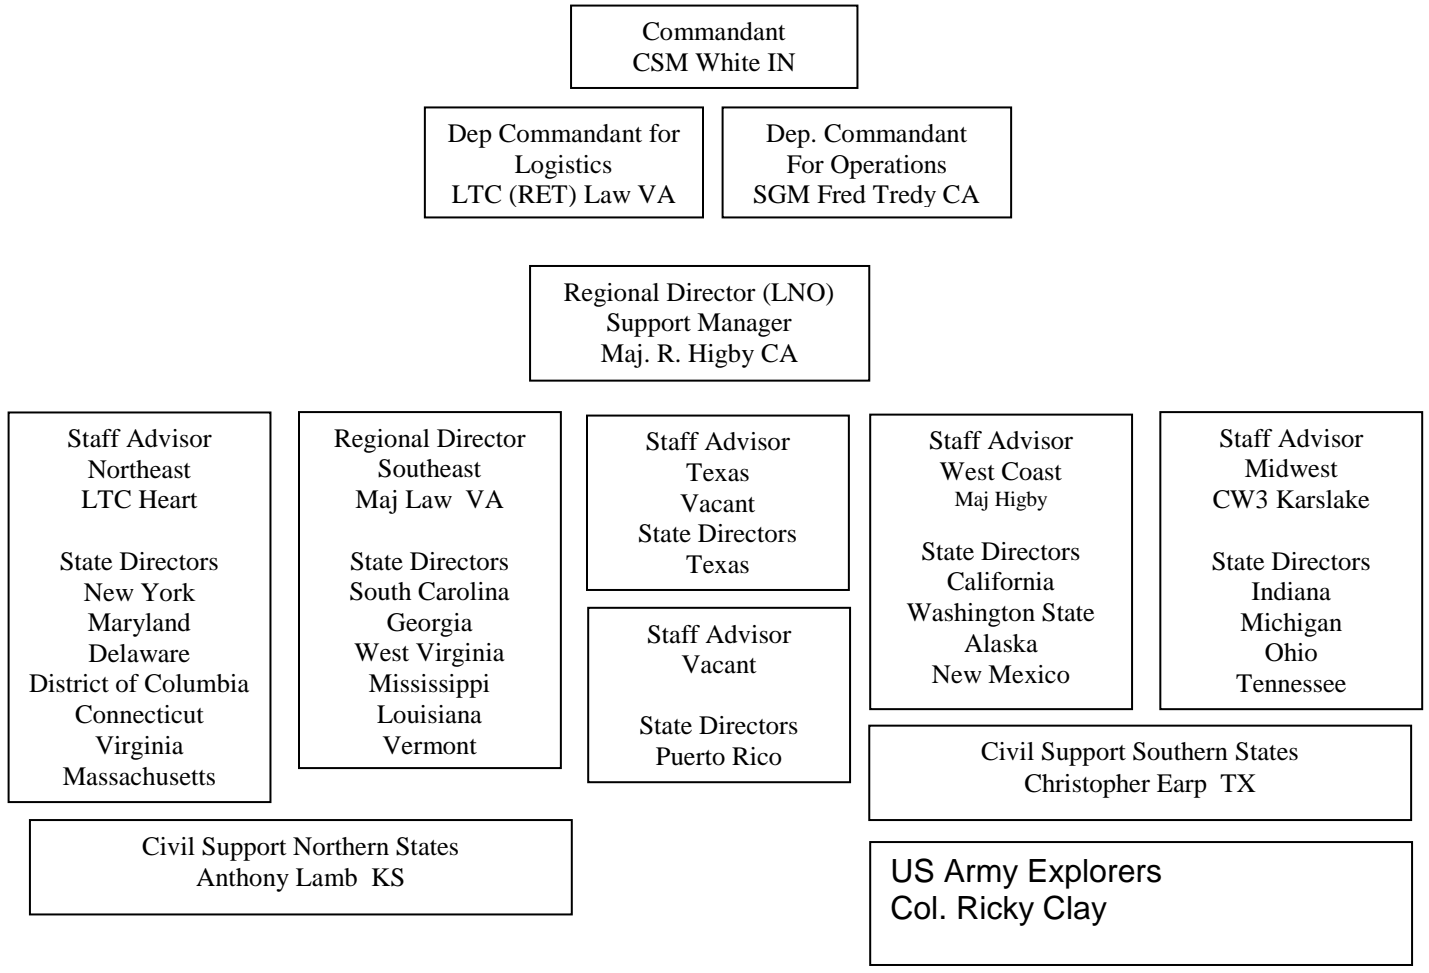 Commandant
CSM White IN
Dep Commandant for
Logistics
LTC (RET) Law VA
Dep. Commandant
For Operations
SGM Fred Tredy CA
Regional Director (LNO)
Support Manager
Maj. R. Higby CA
Staff Advisor
Northeast
LTC Heart
State Directors
New York
Maryland
Delaware
District of Columbia
Connecticut
Virginia
Massachusetts
Regional Director
Southeast
Maj Law  VA
State Directors
South Carolina
Georgia
West Virginia
Mississippi
Louisiana
Vermont
Staff Advisor
Texas
Vacant
State Directors
Texas
Staff Advisor
Vacant
State Directors
Puerto Rico
Staff Advisor
West Coast
Maj Higby
State Directors
California
Washington State
Alaska
New Mexico
Staff Advisor
Midwest
CW3 Karslake
State Directors
Indiana
Michigan
Ohio
Tennessee
Civil Support Southern States
Christopher Earp  TX
Civil Support Northern States
Anthony Lamb  KS
US Army Explorers
Col. Ricky Clay